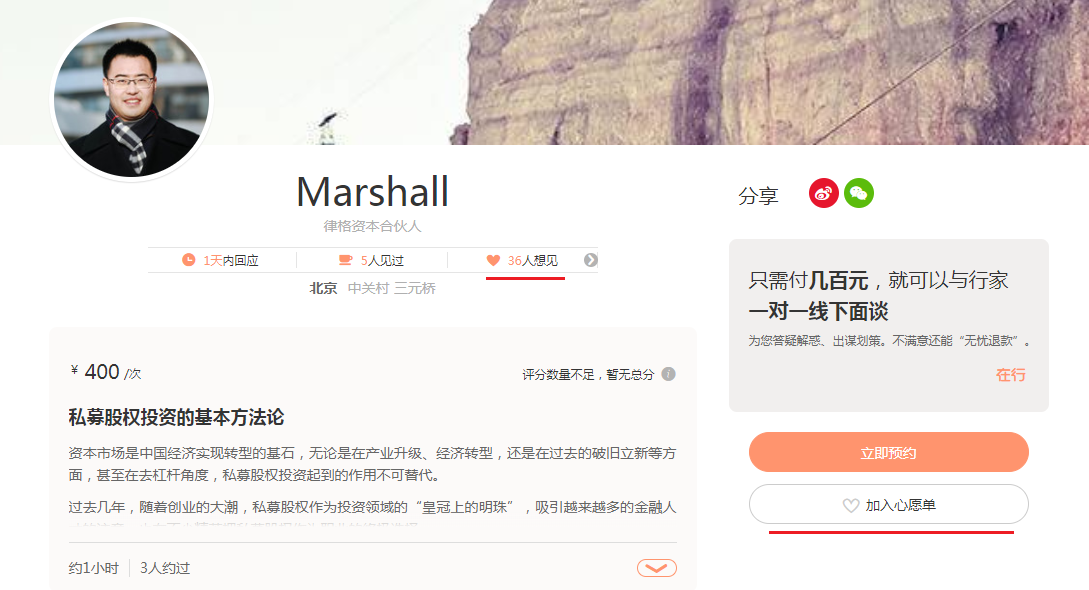 Marshall
律格资本合伙人
1天内回应
5人见过
36人想见
北京 中关村 三元桥
分享
只需付几百元，就可以与行家
一对一线下面谈
为您答疑解惑、出谋划策。不满意还能“无忧退款”。
在行
¥ 400 /次
评分数量不足，暂无总分
私募股权投资的基本方法论
资本市场是中国经济实现转型的基石，无论是在产业升级、经济转型，还是在过去的破旧立新等方
面，甚至在去杠杆角度，私募股权投资起到的作用不可替代。
过去几年，随着创业的大潮，私募股权作为投资领域的“皇冠上的明珠”，吸引越来越多的金融人
约1小时
3人约过
立即预约
加入心愿单